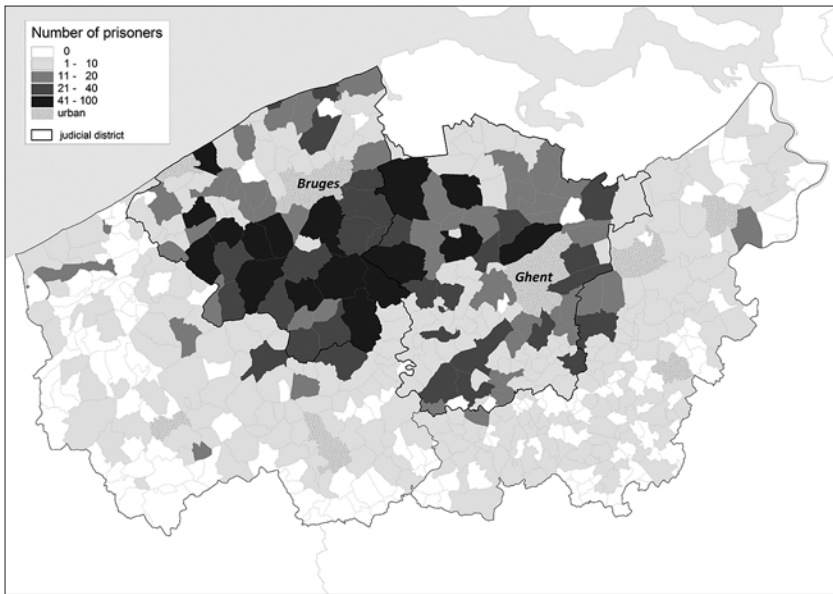 Number of prisoners
0
1 - 10
11 - 20
21 - 40
41 - 100
urban
judicial district
Bruges
Ghent